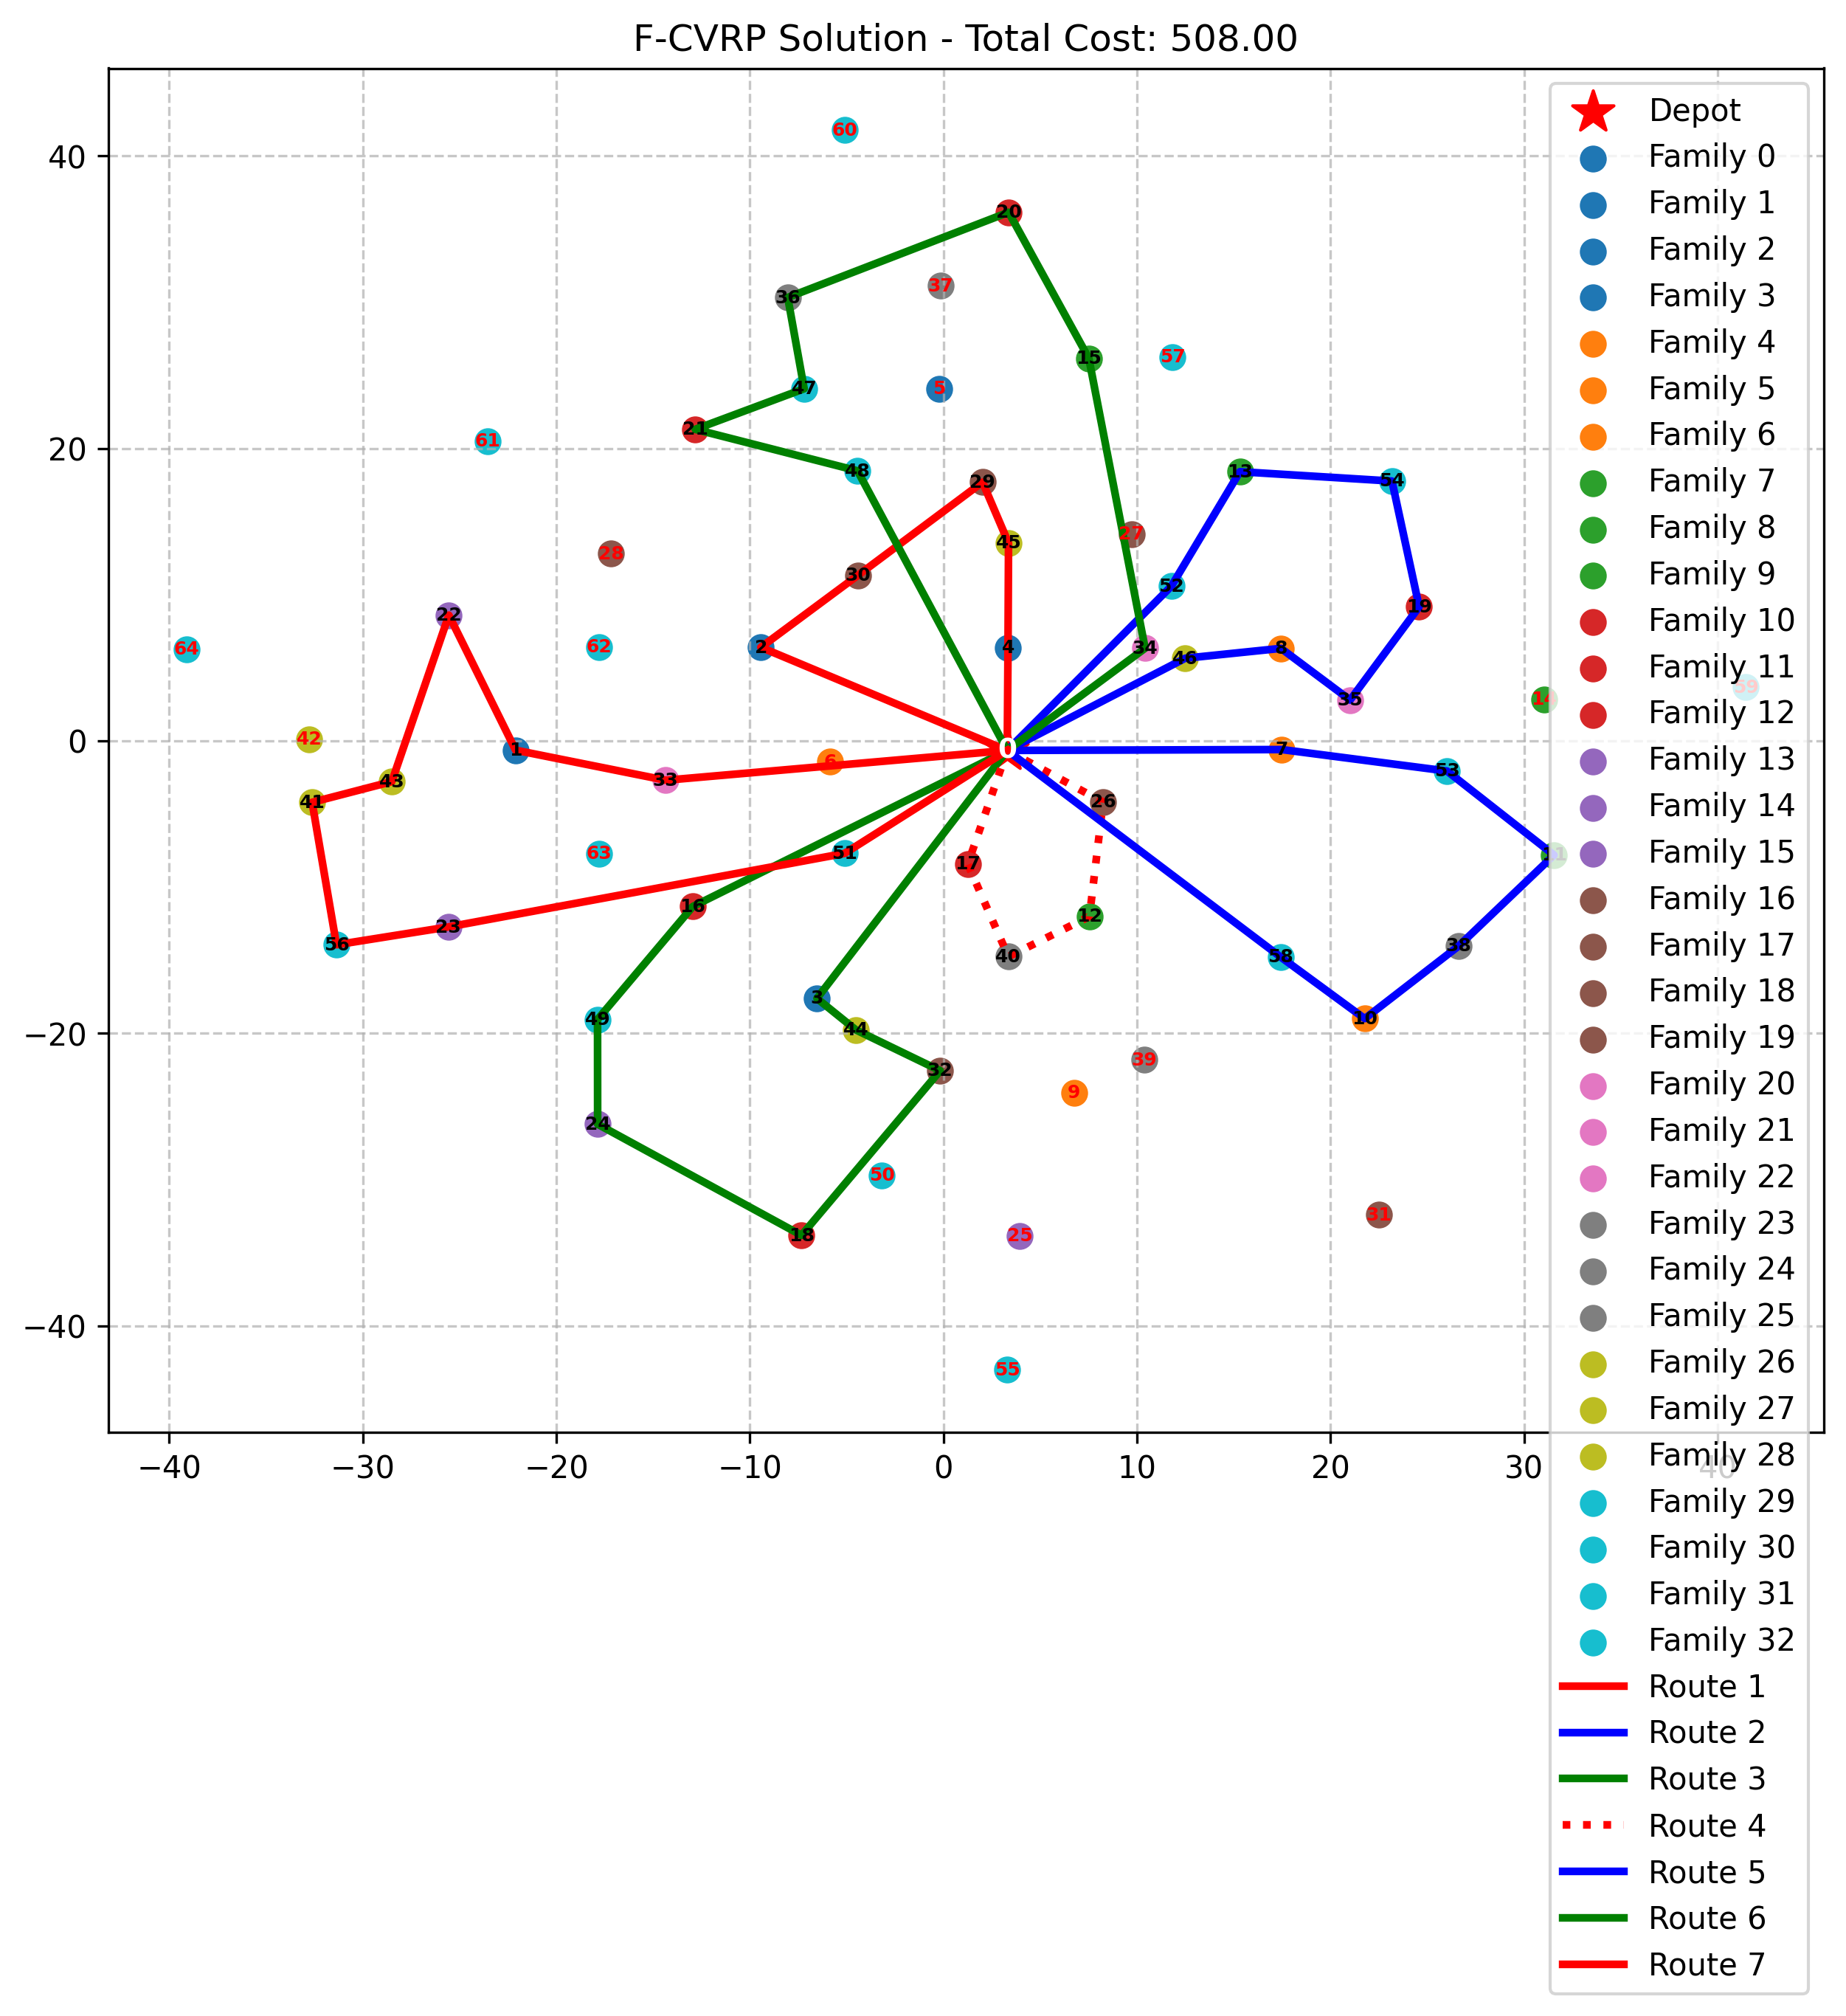 F-CVRP Solution - Total Cost: 508.00
Depot
Family 0
Family 1
Family 2
Family 3
Family 4
Family 5
Family 6
Family 7
Family 8
Family 9
Family 10
Family 11
Family 12
Family 13
Family 14
Family 15
Family 16
Family 17
Family 18
Family 19
Family 20
Family 21
Family 22
Family 23
Family 24
Family 25
Family 26
Family 27
Family 28
Family 29
Family 30
Family 31
Family 32
Route 1
Route 2
Route 3
Route 4
Route 5
Route 6
Route 7
40
20
0
−20
−40
−40
−30
−20
−10
0
10
20
30
40
60
20
37
36
15
57
5
47
21
61
48
29
13
54
27
45
28
52
30
19
22
2
62
4
34
46
8
64
35
14
59
42
1
0
7
6
33
43
53
41
26
51
63
17
16
12
23
56
40
58
38
3
49
44
10
32
39
9
24
50
31
18
25
55